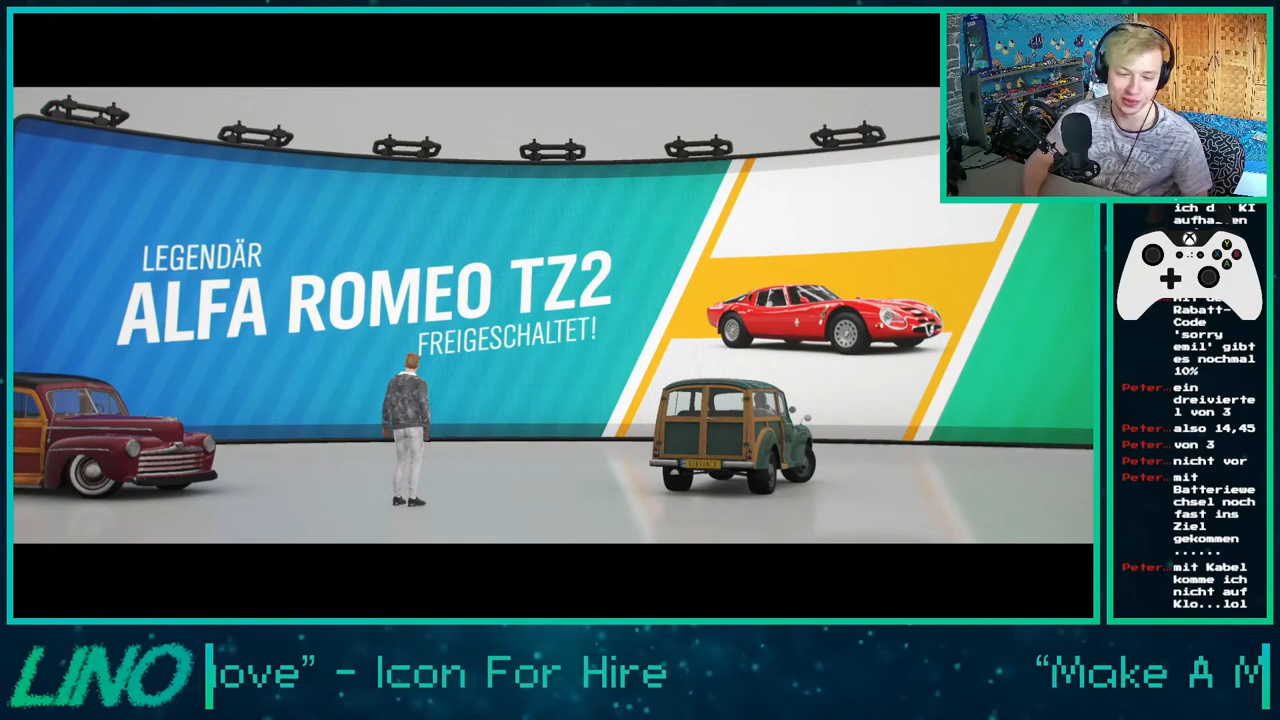 LEGENDÄR
ALFA ROMEO TZ2
FREIGESCHALTET!
KI
Rabatt-
Code
'sorry
emil' gibt
es nochmal
10%
Peter... ein
dreivierte
l von 3
Peter... also 14,45
Peter... von 3
Peter... nicht vor
Peter... mit
Batteriewe
chsel noch
fast ins
Ziel
gekommen
......
Peter... mit Kabel
komme ich
nicht auf
Klo...lol
LINO
ove” - Icon For Hire
“Make A M